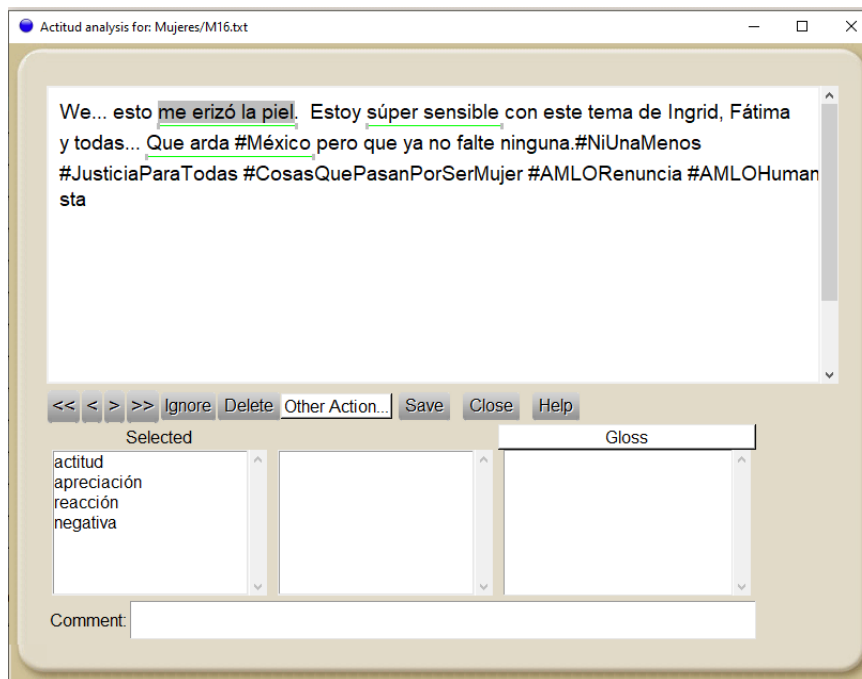 Actitud analysis for: Mujeres/M16.txt
We... esto me erizó la piel. Estoy súper sensible con este tema de Ingrid, Fátima
y todas... Que arda #México pero que ya no falte ninguna.#NiUnaMenos
#JusticiaParaTodas #CosasQuePasanPorSerMujer #AMLORenuncia #AMLOHuman
sta
<< < > >> Ignore Delete Other Action... Save Close Help
Selected Gloss
actitud
apreciación
reacción
negativa
Comment: